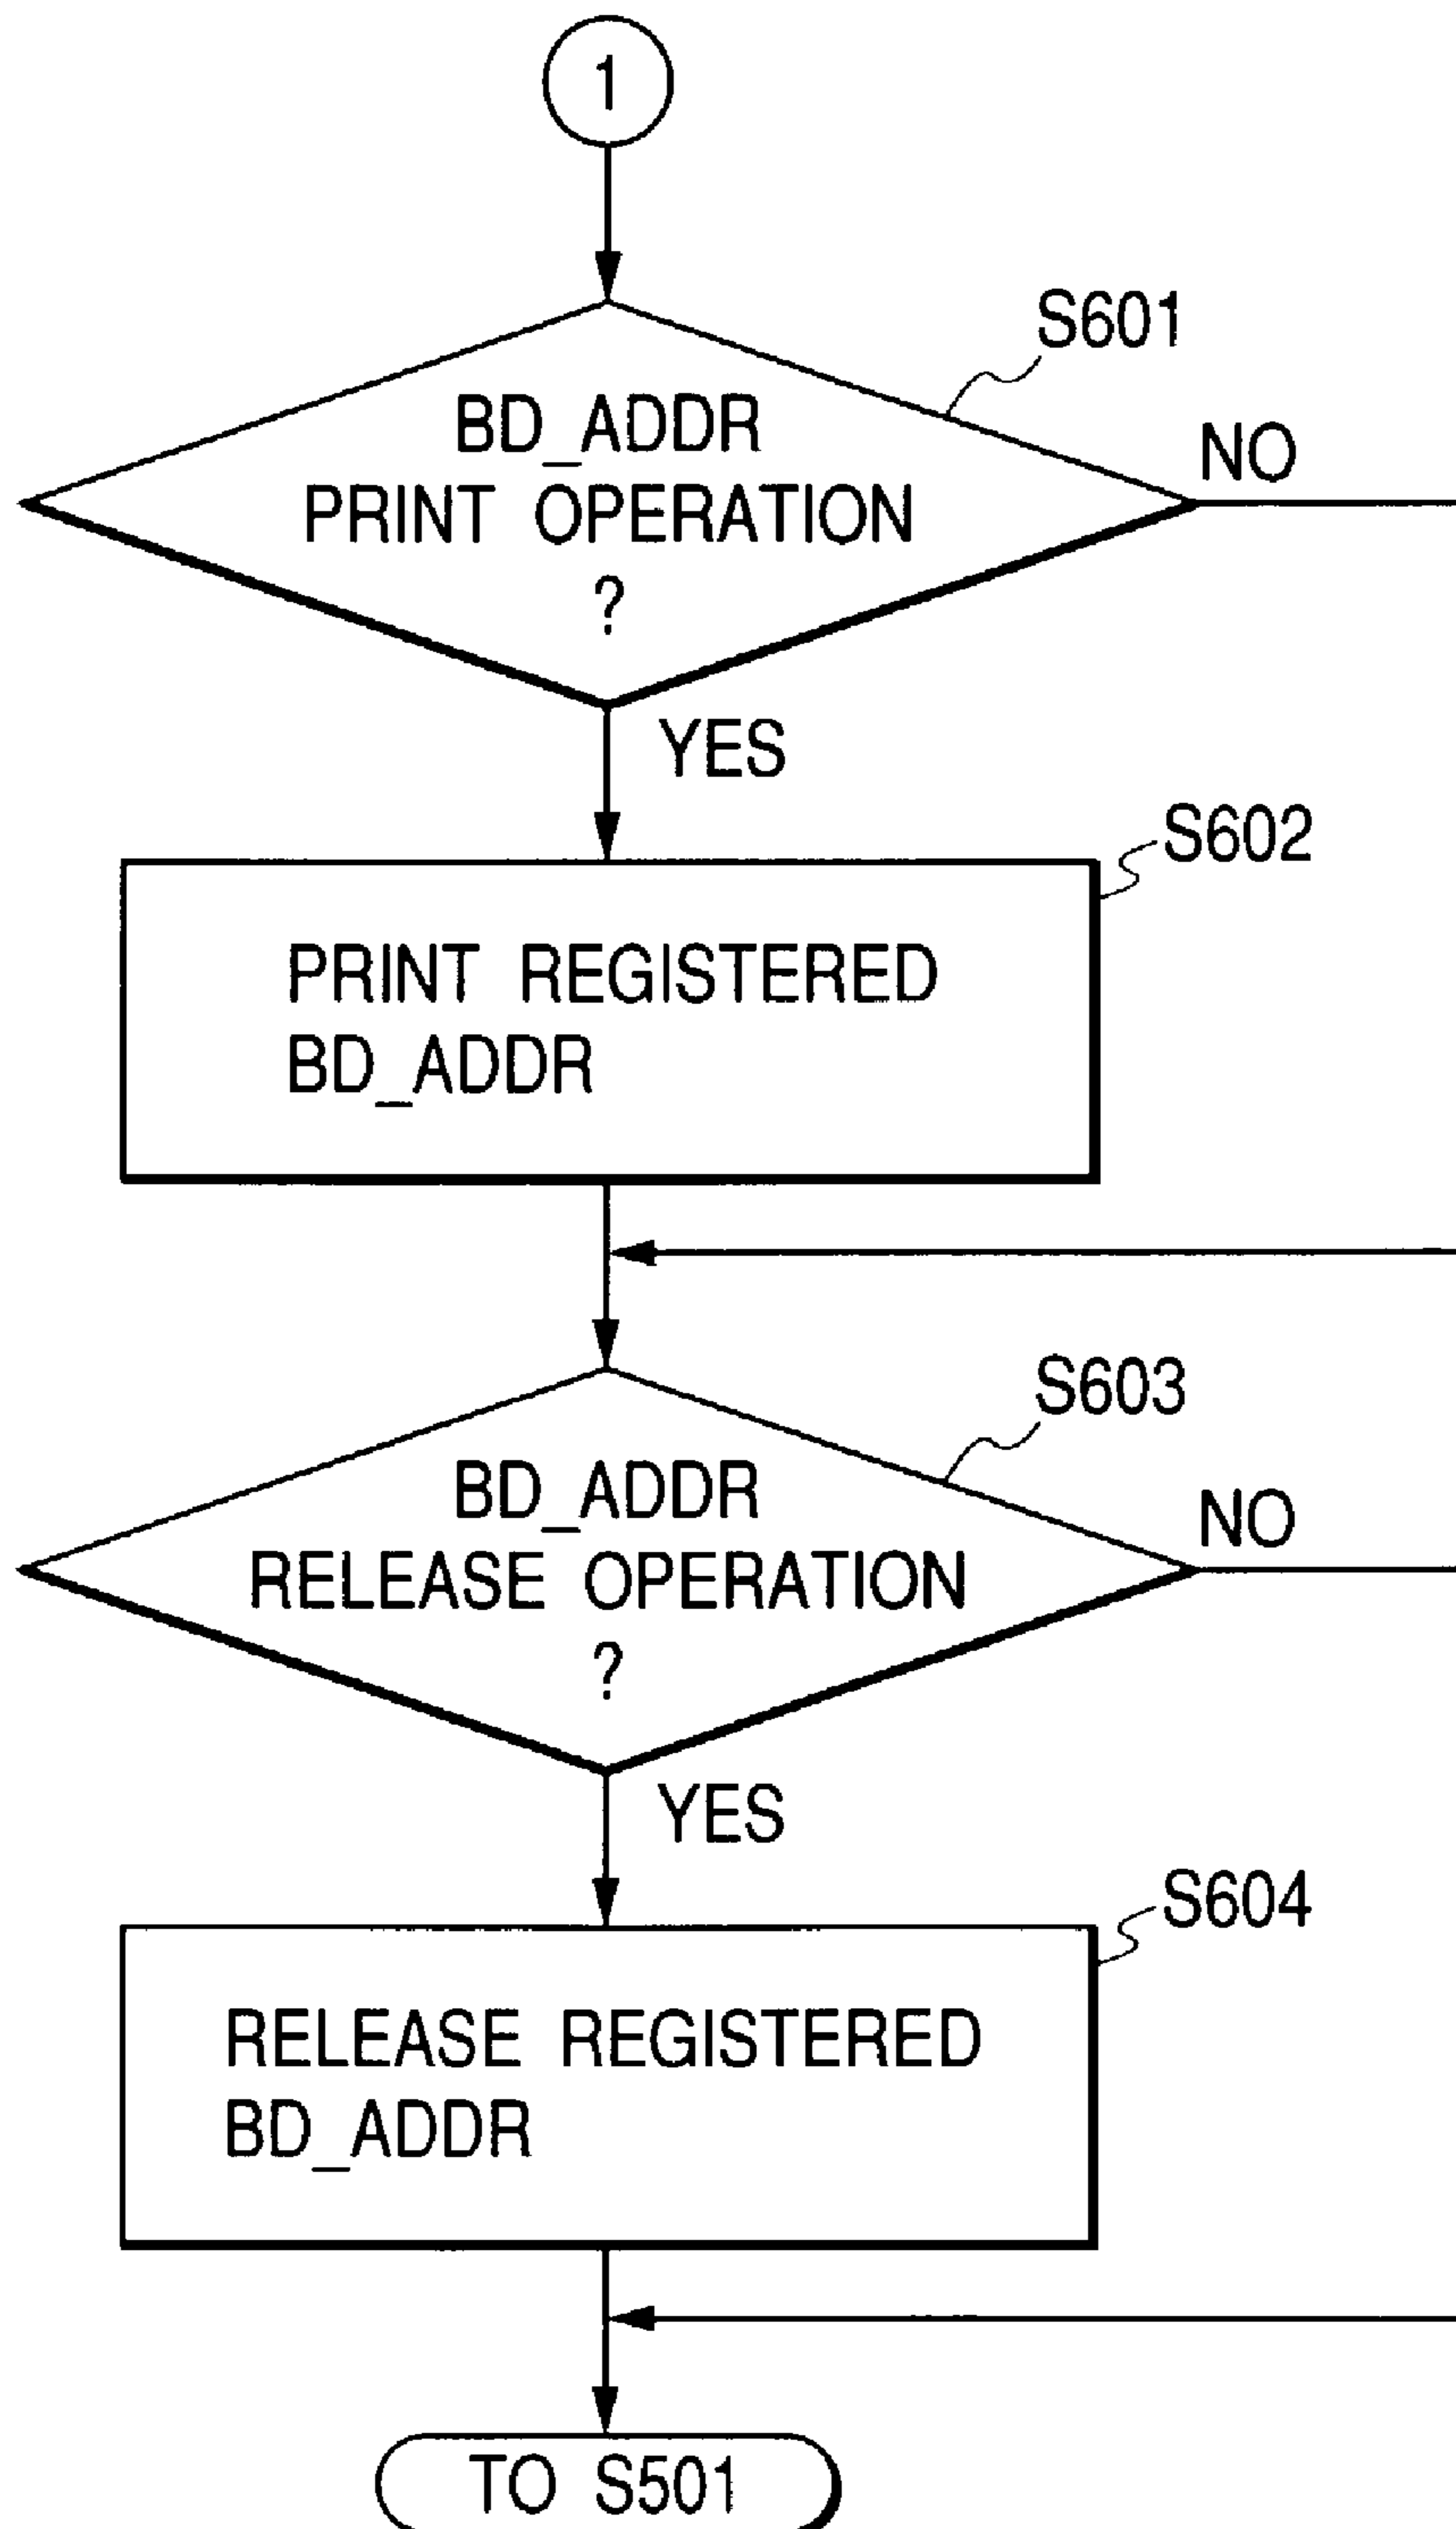 1
S601
BD_ADDR
PRINT OPERATION
?
NO
YES
S602
PRINT REGISTERED
BD_ADDR
S603
BD_ADDR
RELEASE OPERATION
?
NO
YES
S604
RELEASE REGISTERED
BD_ADDR
TO S501